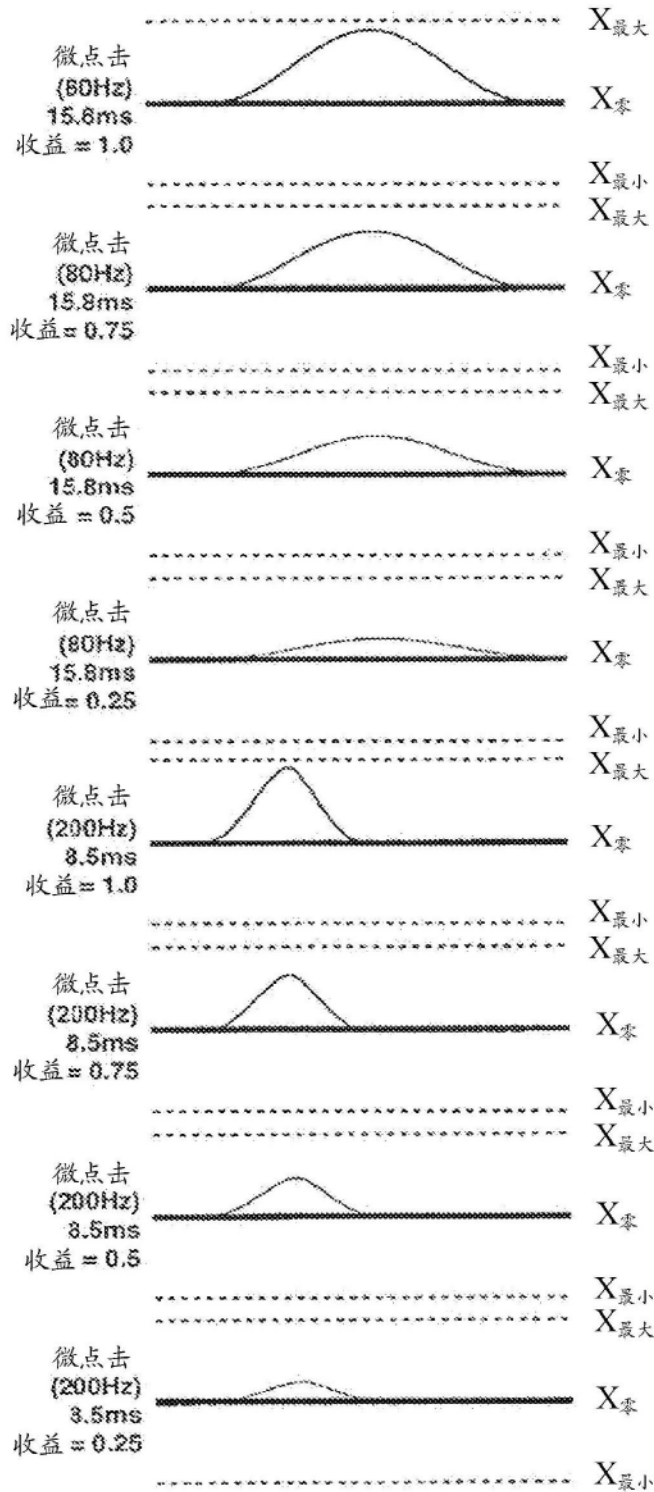 X最大
微点击
(80Hz)
15.8ms
收益 = 1.0
X零
X最小
X最大
微点击
(80Hz)
15.8ms
收益 = 0.75
X零
X最小
X最大
微点击
(80Hz)
15.8ms
收益 = 0.5
X零
X最小
X最大
微点击
(80Hz)
15.8ms
收益 = 0.25
X零
X最小
X最大
微点击
(200Hz)
8.5ms
收益 = 1.0
X零
X最小
X最大
微点击
(200Hz)
8.5ms
收益 = 0.75
X零
X最小
X最大
微点击
(200Hz)
8.5ms
收益 = 0.5
X零
X最小
X最大
微点击
(200Hz)
8.5ms
收益 = 0.25
X零
X最小